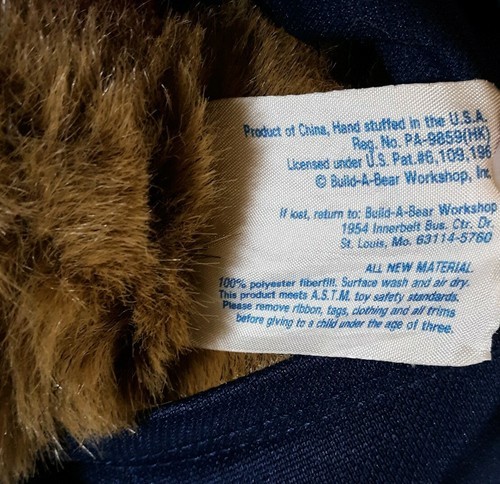 Product of China, Hand stuffed in the U.S.A.
Reg. No. PA-9859(HK)
Licensed under U.S. Pat.#6,109,196
© Build-A-Bear Workshop, Inc.
If lost, return to: Build-A-Bear Workshop
1954 Innerbelt Bus. Ctr. Dr.
St. Louis, Mo. 63114-5760
ALL NEW MATERIAL.
100% polyester fiberfill. Surface wash and air dry.
This product meets A.S.T.M. toy safety standards.
Please remove ribbon, tags, clothing and all trims
before giving to a child under the age of three.